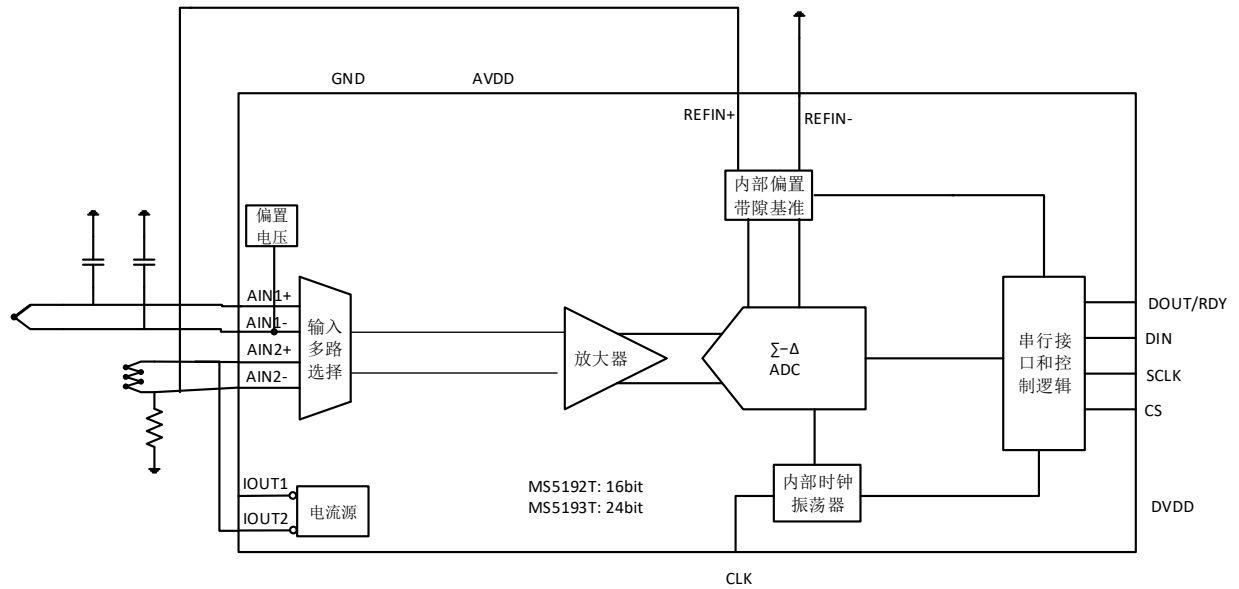 GND
AVDD
REFIN+
REFIN-
内部偏置
带隙基准
偏置
电压
AIN1+
AIN1-
AIN2+
AIN2-
输入
多路
选择
放大器
∑-Δ
ADC
串行接
口和控
制逻辑
DOUT/RDY
DIN
SCLK
CS
IOUT1
IOUT2
电流源
MS5192T: 16bit
MS5193T: 24bit
内部时钟
振荡器
DVDD
CLK